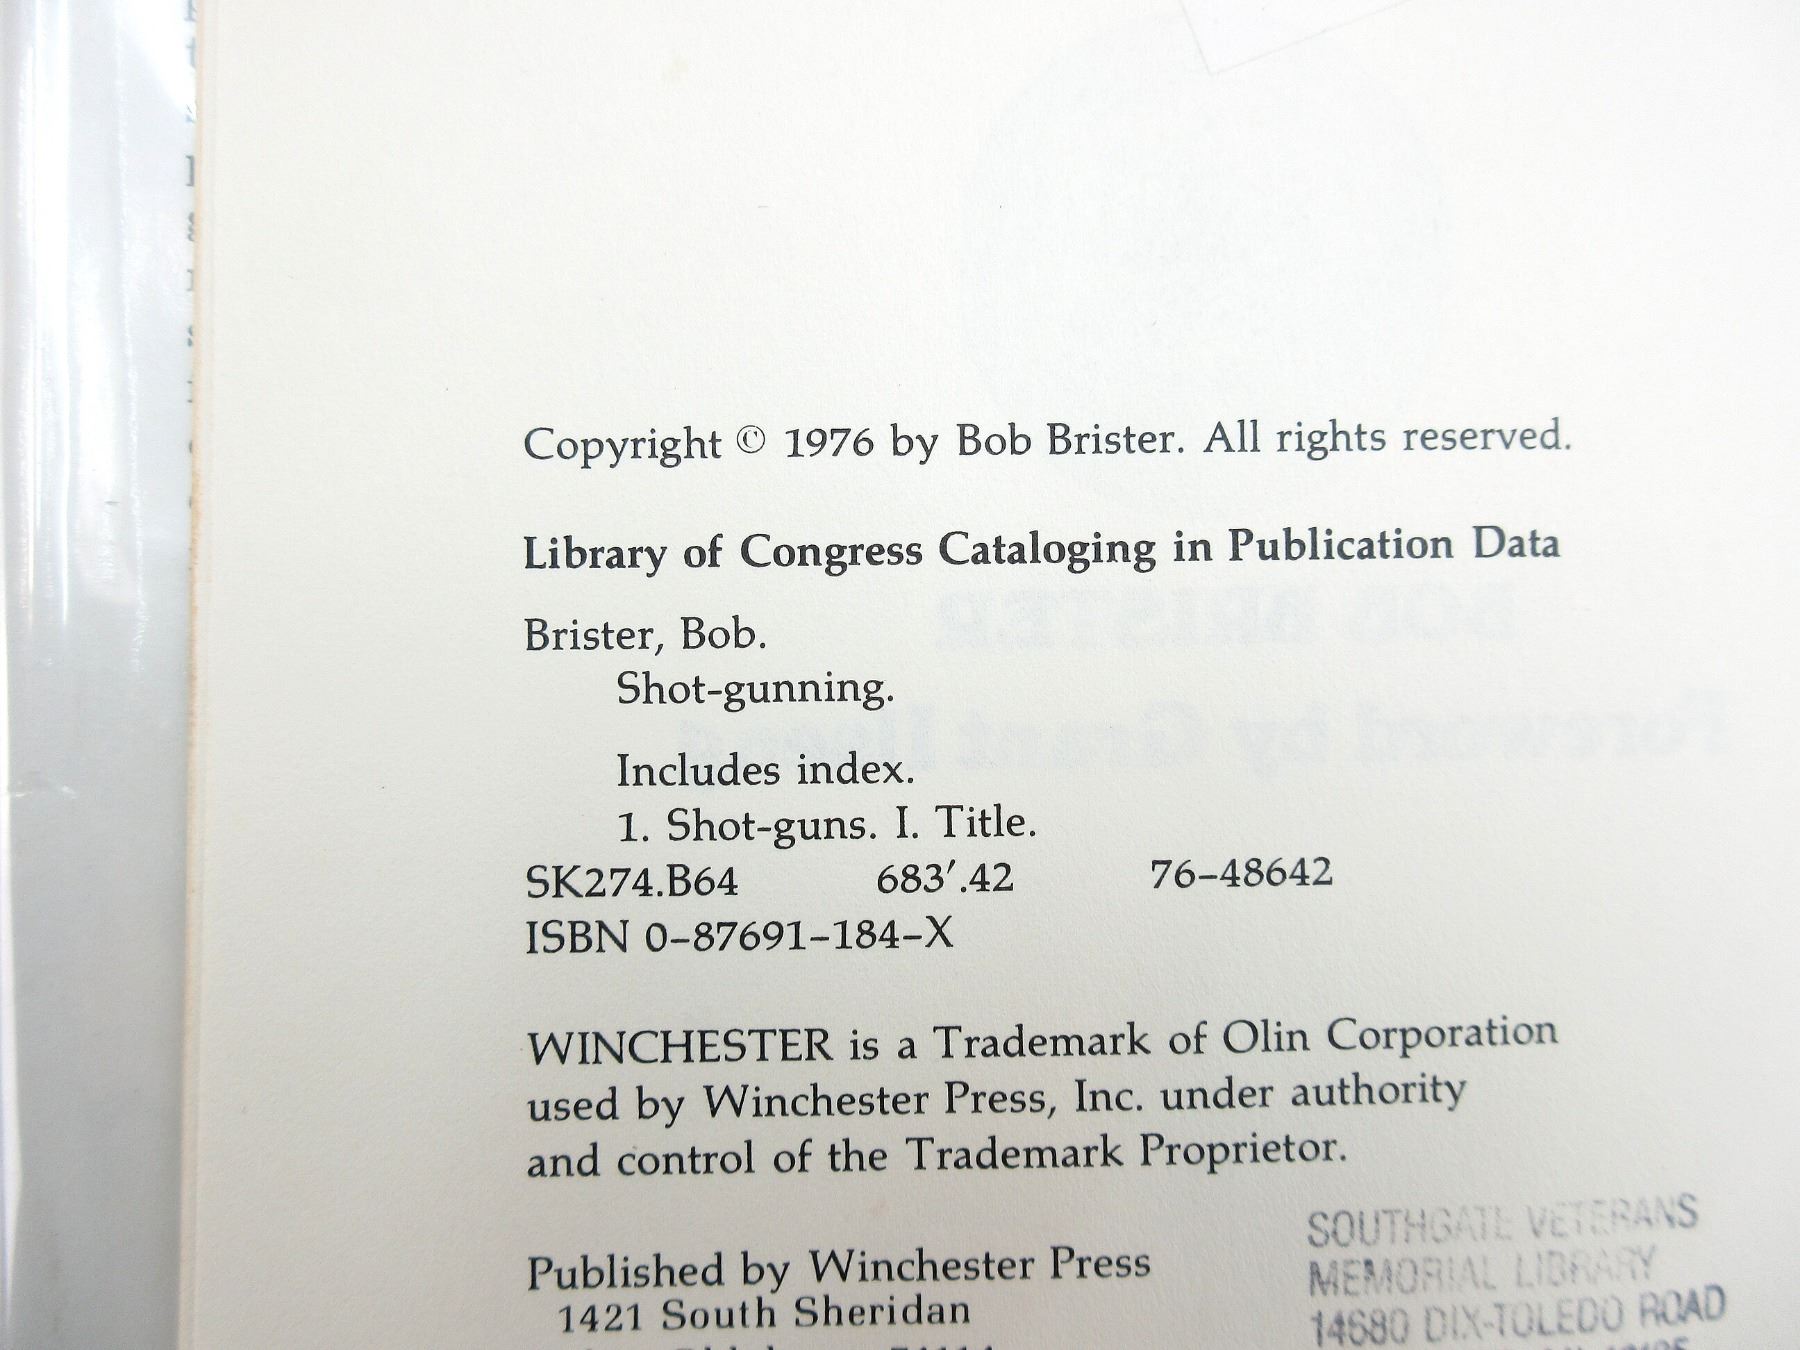 Copyright © 1976 by Bob Brister. All rights reserved.
Library of Congress Cataloging in Publication Data
Brister, Bob.
Shot-gunning.
Includes index.
1. Shot-guns. I. Title.
SK274.B64 683′.42 76–48642
ISBN 0–87691–184–X
WINCHESTER is a Trademark of Olin Corporation
used by Winchester Press, Inc. under authority
and control of the Trademark Proprietor.
Published by Winchester Press
1421 South Sheridan
SOUTHGATE VETERANS
MEMORIAL LIBRARY
14680 DIX-TOLEDO ROAD